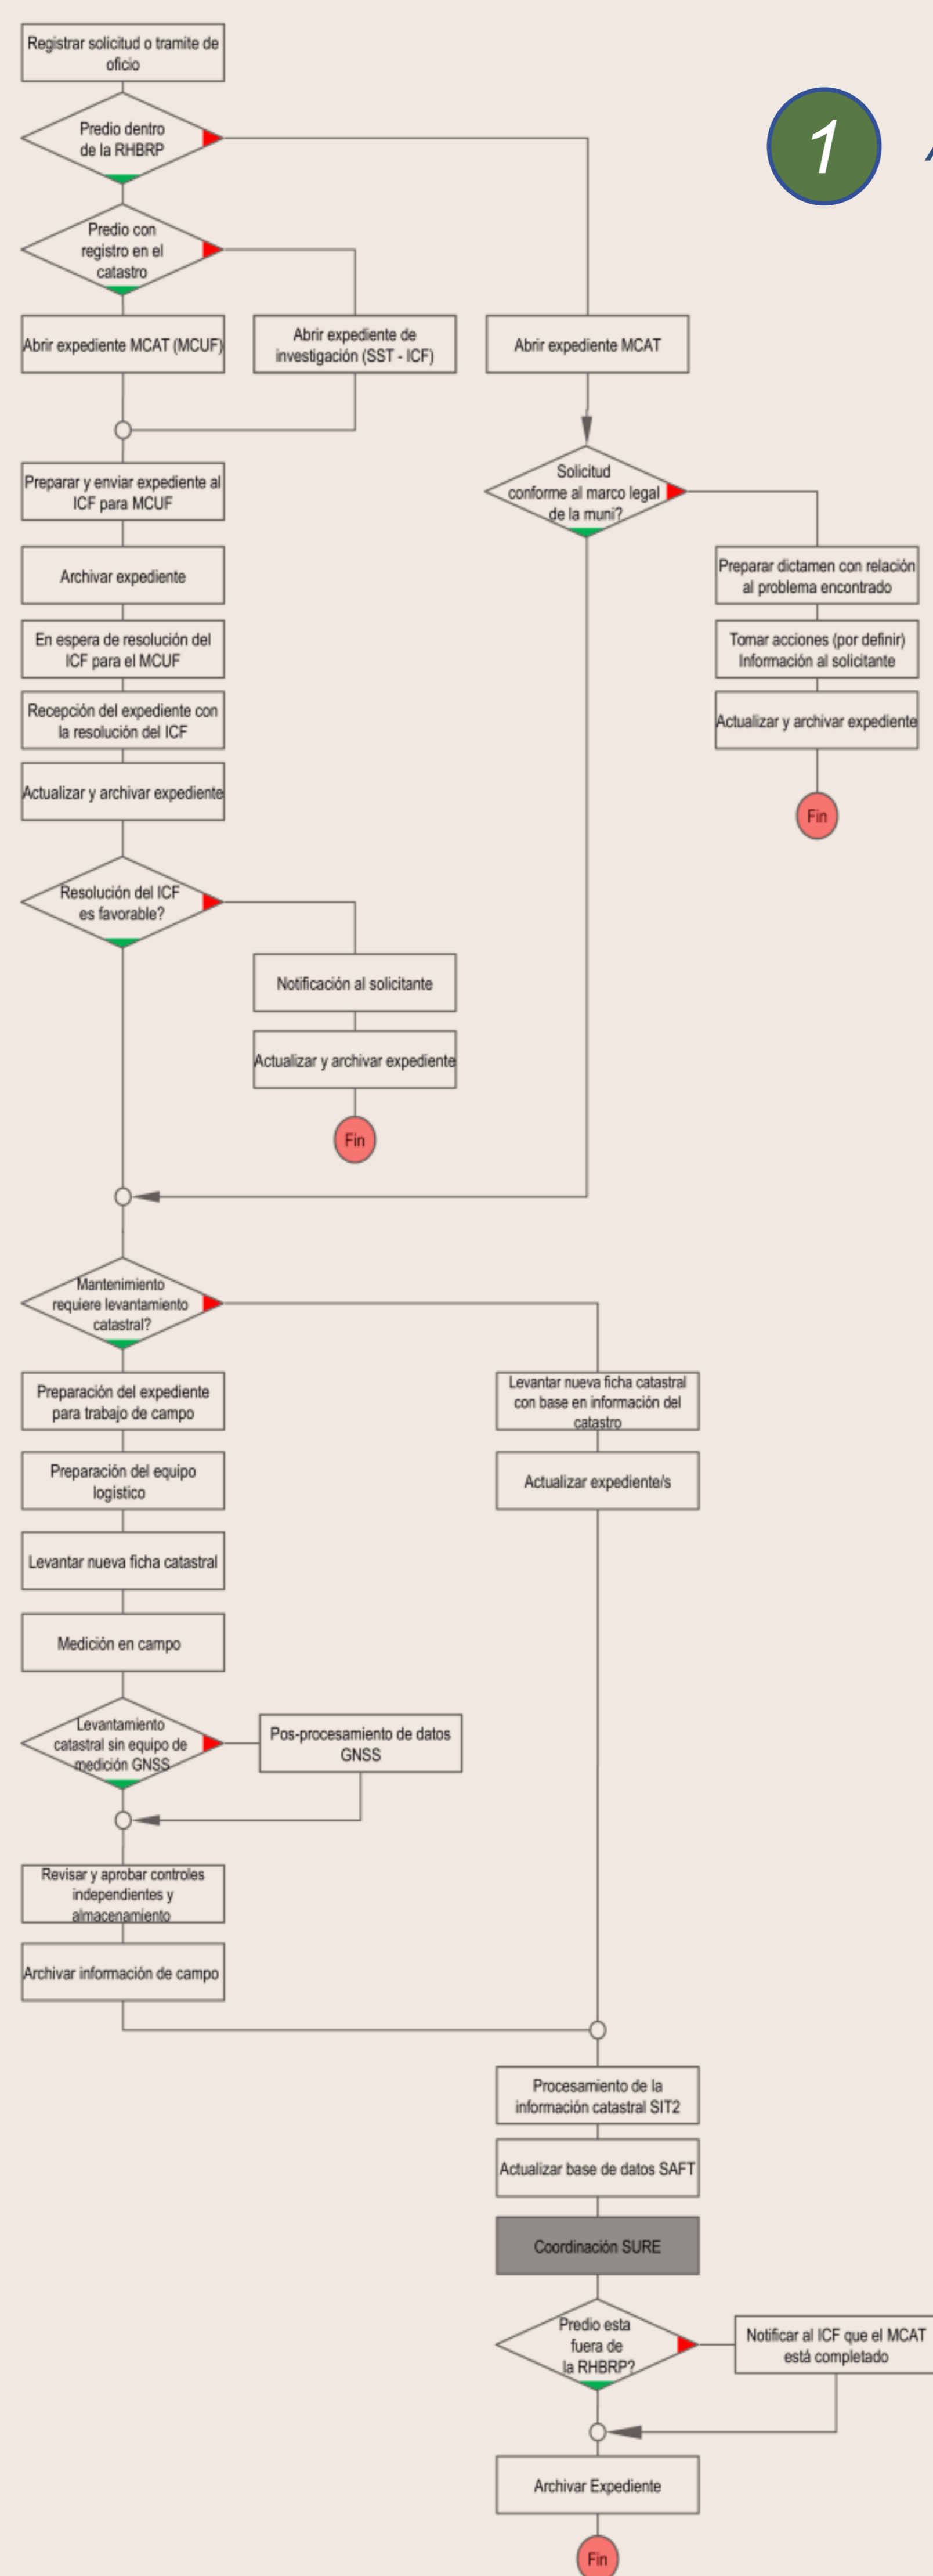 Registrar solicitud o tramite de
oficio
1
Predio dentro
de la RHBRP
Predio con
registro en el
catastro
Abrir expediente MCAT (MCUF)
Abrir expediente de
investigación (SST - ICF)
Abrir expediente MCAT
Solicitud
conforme al marco legal
de la muni?
Preparar y enviar expediente al
ICF para MCUF
Archivar expediente
Preparar dictamen con relación
al problema encontrado
En espera de resolución del
ICF para el MCUF
Tomar acciones (por definir)
Información al solicitante
Recepción del expediente con
la resolución del ICF
Actualizar y archivar expediente
Actualizar y archivar expediente
Fin
Resolución del ICF
es favorable?
Notificación al solicitante
Actualizar y archivar expediente
Fin
Mantenimiento
requiere levantamiento
catastral?
Preparación del expediente
para trabajo de campo
Levantar nueva ficha catastral
con base en información del
catastro
Preparación del equipo
logístico
Actualizar expediente/s
Levantar nueva ficha catastral
Medición en campo
Levantamiento
catastral sin equipo de
medición GNSS
Pos-procesamiento de datos
GNSS
Revisar y aprobar controles
independientes y
almacenamiento
Archivar información de campo
Procesamiento de la
información catastral SIT2
Actualizar base de datos SAFT
Coordinación SURE
Predio esta
fuera de
la RHBRP?
Notificar al ICF que el MCAT
está completado
Archivar Expediente
Fin